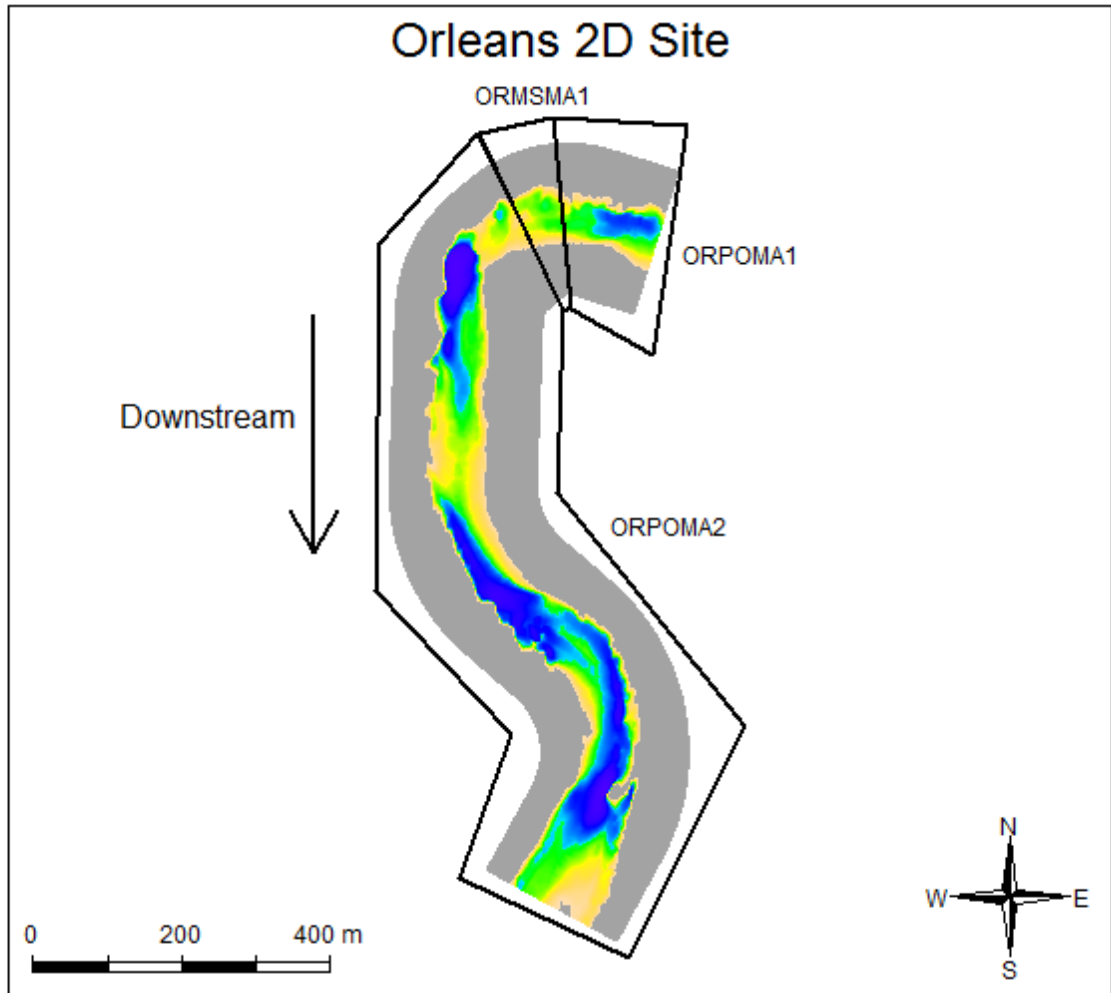 Orleans 2D Site
ORMSMA1
ORPOMA1
Downstream
ORPOMA2
0 200 400 m
N
W E
S